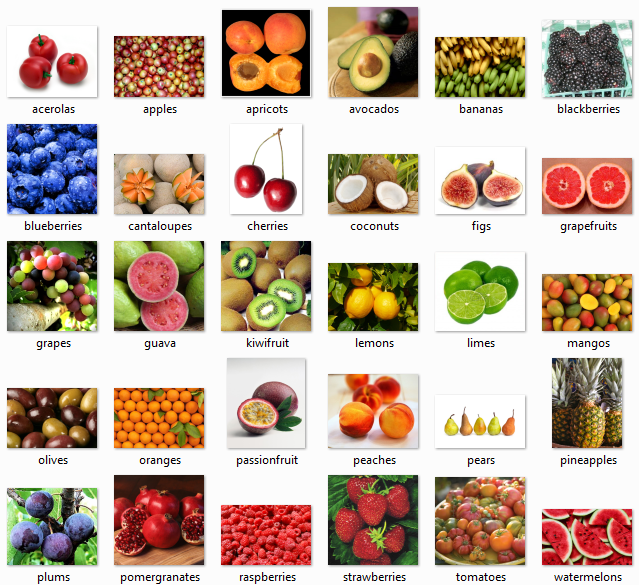 acerolas
apples
apricots
avocados
bananas
blackberries
blueberries
cantaloupes
cherries
coconuts
figs
grapefruits
grapes
guava
kiwifruit
lemons
limes
mangos
olives
oranges
passionfruit
peaches
pears
pineapples
plums
pomergranates
raspberries
strawberries
tomatoes
watermelons